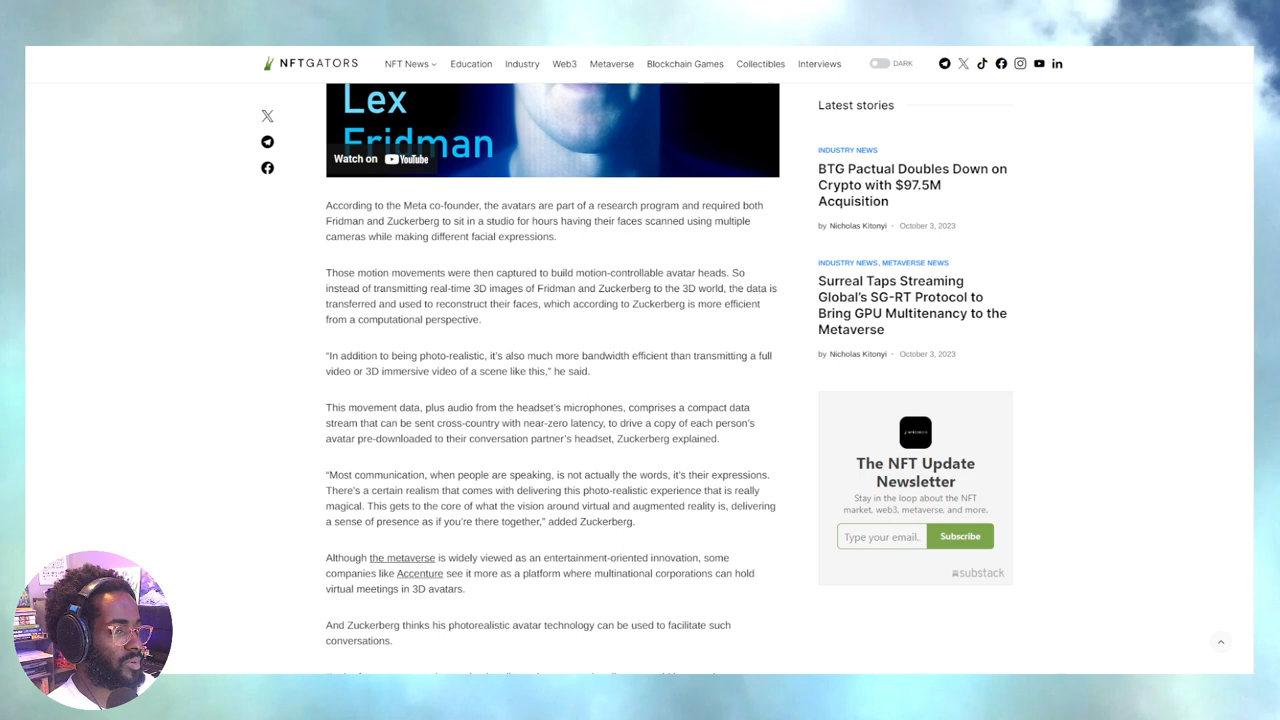 NFTGATORS
NFT News
Education
Industry
Web3
Metaverse
Blockchain Games
Collectibles
Interviews
DARK
Lex
Fridman
Watch on YouTube
According to the Meta co-founder, the avatars are part of a research program and required both
Fridman and Zuckerberg to sit in a studio for hours having their faces scanned using multiple
cameras while making different facial expressions.
Those motion movements were then captured to build motion-controllable avatar heads. So
instead of transmitting real-time 3D images of Fridman and Zuckerberg to the 3D world, the data is
transferred and used to reconstruct their faces, which according to Zuckerberg is more efficient
from a computational perspective.
“In addition to being photo-realistic, it’s also much more bandwidth efficient than transmitting a full
video or 3D immersive video of a scene like this,” he said.
This movement data, plus audio from the headset’s microphones, comprises a compact data
stream that can be sent cross-country with near-zero latency, to drive a copy of each person’s
avatar pre-downloaded to their conversation partner’s headset, Zuckerberg explained.
“Most communication, when people are speaking, is not actually the words, it’s their expressions.
There’s a certain realism that comes with delivering this photo-realistic experience that is really
magical. This gets to the core of what the vision around virtual and augmented reality is, delivering
a sense of presence as if you’re there together,” added Zuckerberg.
Although the metaverse is widely viewed as an entertainment-oriented innovation, some
companies like Accenture see it more as a platform where multinational corporations can hold
virtual meetings in 3D avatars.
And Zuckerberg thinks his photorealistic avatar technology can be used to facilitate such
conversations.
Latest stories
INDUSTRY NEWS
BTG Pactual Doubles Down on
Crypto with $97.5M
Acquisition
by Nicholas Kitonyi · October 3, 2023
INDUSTRY NEWS, METAVERSE NEWS
Surreal Taps Streaming
Global’s SG-RT Protocol to
Bring GPU Multitenancy to the
Metaverse
by Nicholas Kitonyi · October 3, 2023
The NFT Update
Newsletter
Stay in the loop about the NFT
market, web3, metaverse, and more.
Type your email..
Subscribe
substack